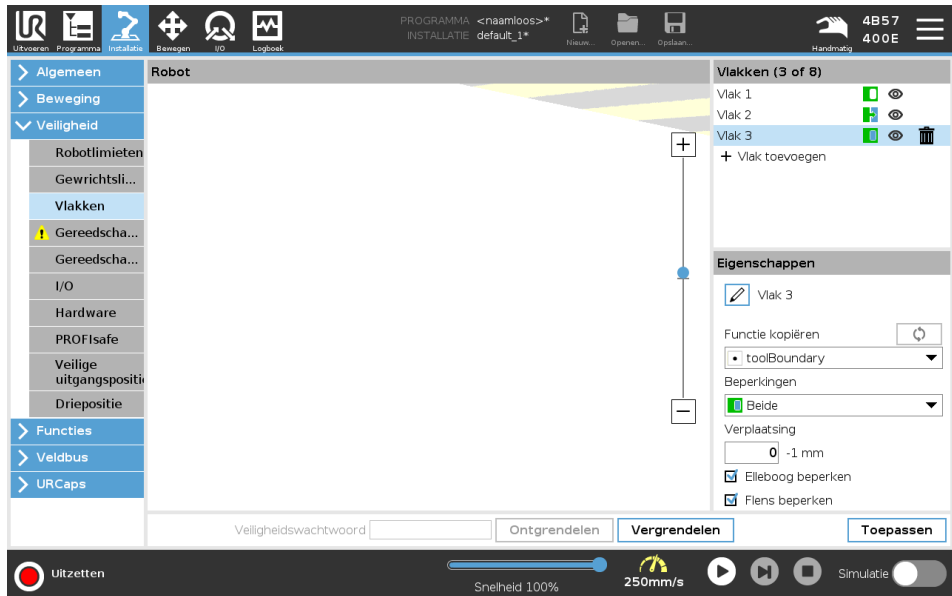 PROGRAMMA <naamloos>*
INSTALLATIE default_1*
Uitvoeren
Programma
Installatie
Bewegen
I/O
Logboek
Nieuw...
Openen...
Opslaan...
Handmatig
4B57
400E
Algemeen
Beweging
Veiligheid
Robotlimieten
Gewrichtsli...
Vlakken
Gereedscha...
Gereedscha...
I/O
Hardware
PROFIsafe
Veilige
uitgangspositi
Driepositie
Functies
Veldbus
URCaps
Robot
Vlakken (3 of 8)
Vlak 1
Vlak 2
Vlak 3
+ Vlak toevoegen
Eigenschappen
Vlak 3
Functie kopiëren
toolBoundary
Beperkingen
Beide
Verplaatsing
0 -1 mm
Elleboog beperken
Flens beperken
Veiligheidswachtwoord
Ontgrendelen
Vergrendelen
Toepassen
Uitzetten
Snelheid 100%
250mm/s
Simulatie